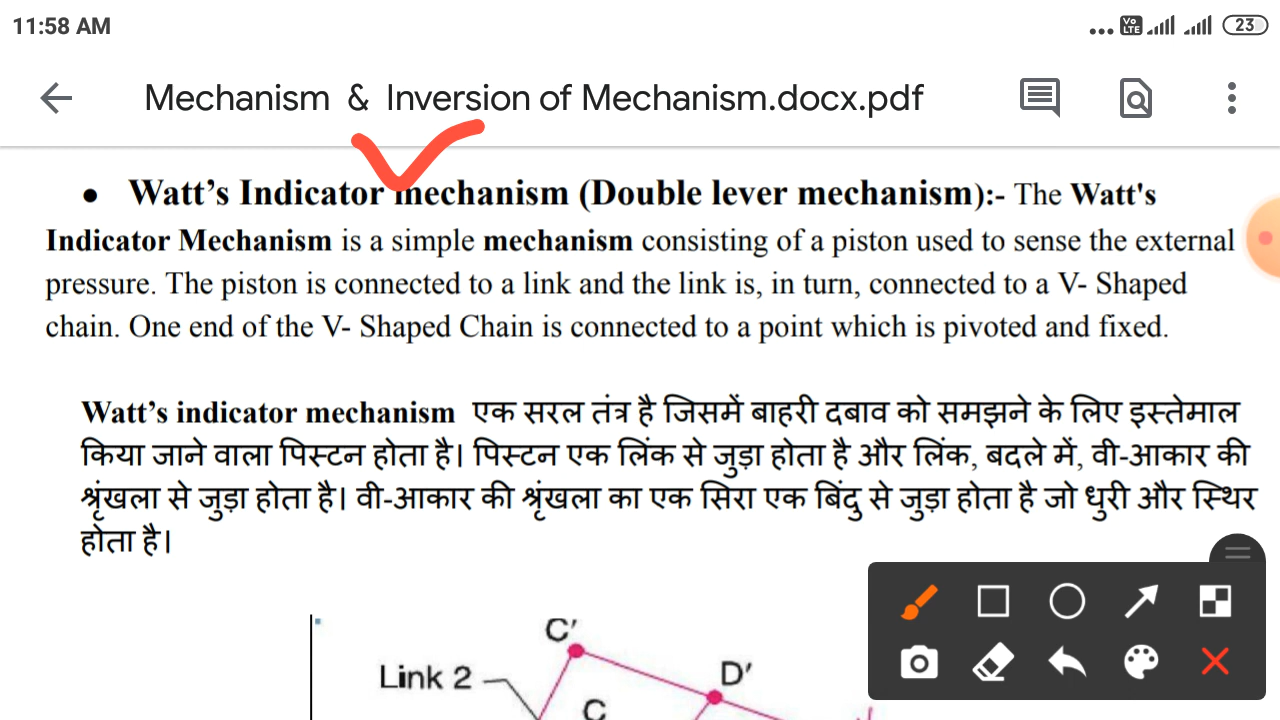 11:58 AM
Vo LTE 23
Mechanism & Inversion of Mechanism.docx.pdf
• Watt’s Indicator mechanism (Double lever mechanism):- The Watt's
Indicator Mechanism is a simple mechanism consisting of a piston used to sense the external
pressure. The piston is connected to a link and the link is, in turn, connected to a V- Shaped
chain. One end of the V- Shaped Chain is connected to a point which is pivoted and fixed.
Watt’s indicator mechanism एक सरल तंत्र है जिसमें बाहरी दबाव को समझने के लिए इस्तेमाल
किया जाने वाला पिस्टन होता है। पिस्टन एक लिंक से जुड़ा होता है और लिंक, बदले में, वी-आकार की
श्रृंखला से जुड़ा होता है। वी-आकार की श्रृंखला का एक सिरा एक बिंदु से जुड़ा होता है जो धुरी और स्थिर
होता है।
C′
Link 2
D′
C